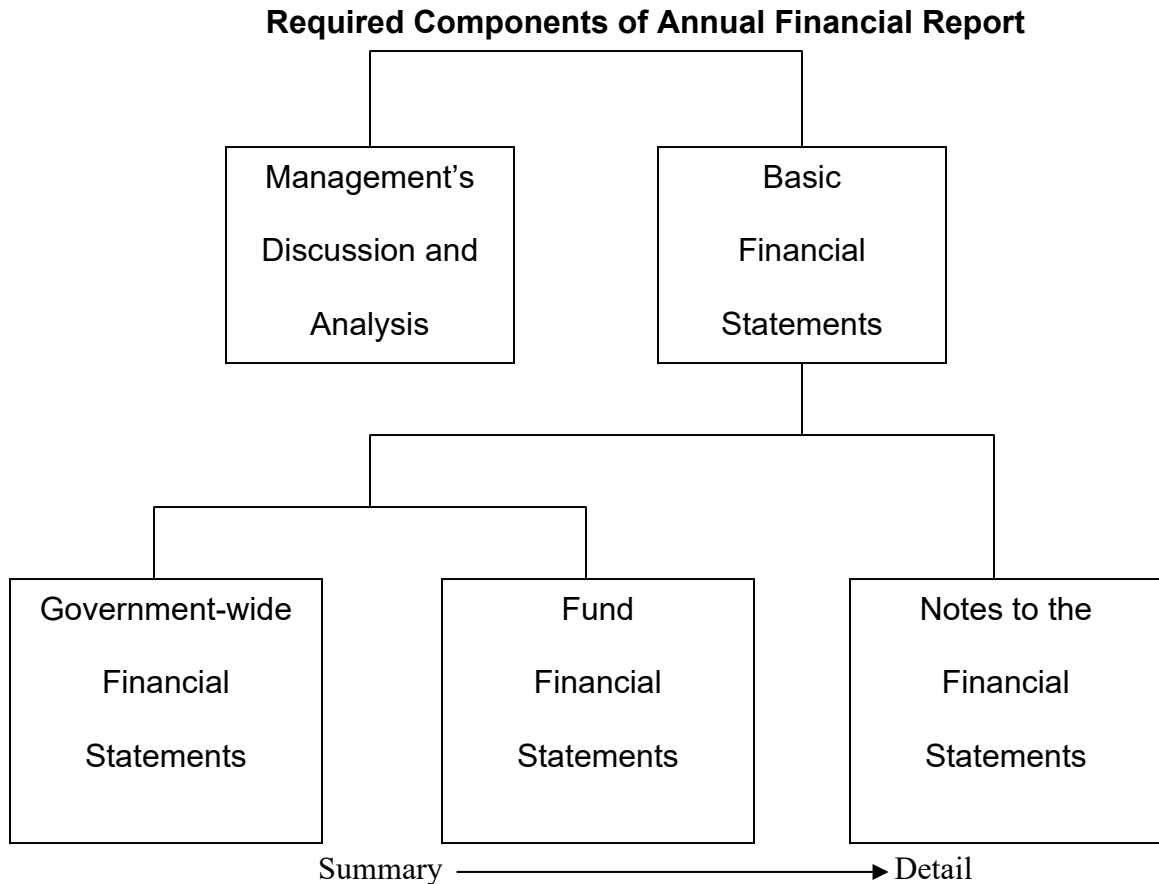 Required Components of Annual Financial Report
Management’s
Discussion and
Analysis
Basic
Financial
Statements
Government-wide
Financial
Statements
Fund
Financial
Statements
Notes to the
Financial
Statements
Summary
Detail